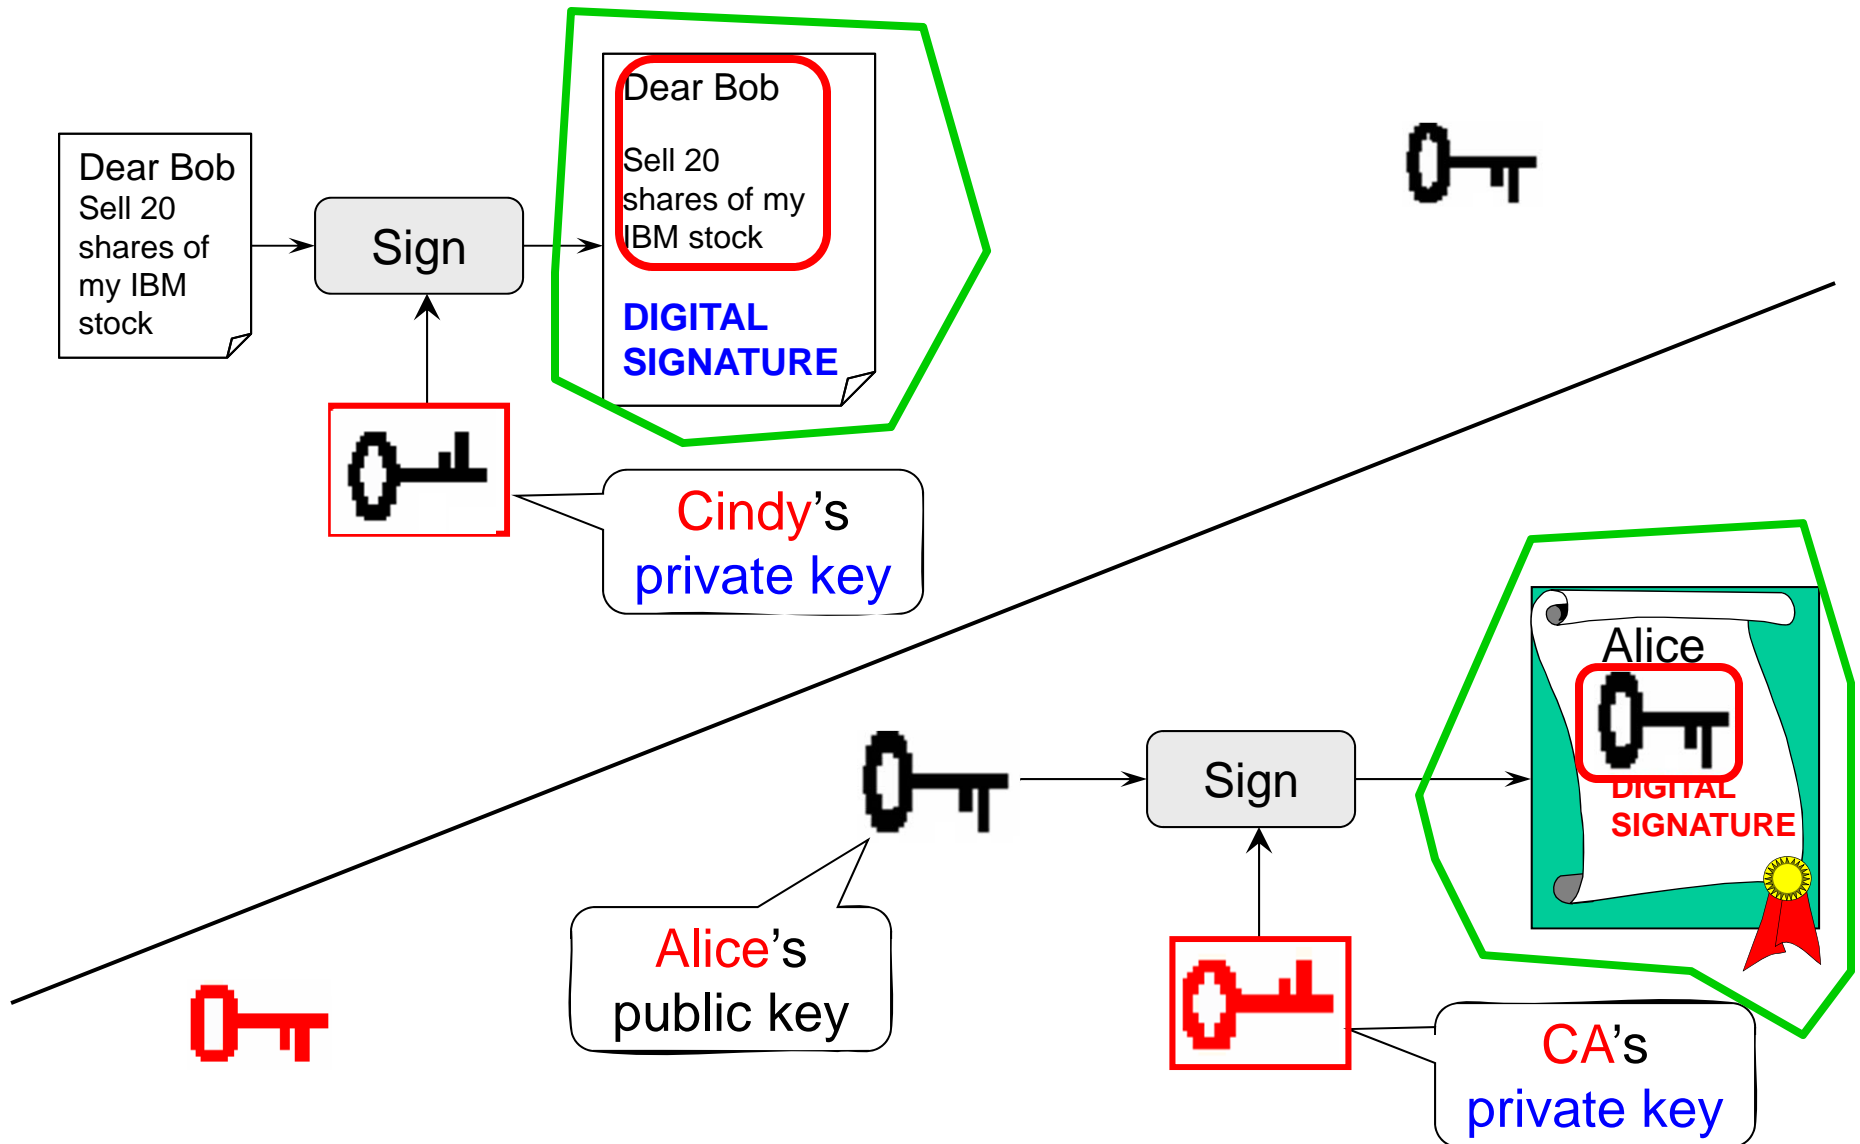 Dear Bob
Sell 20
shares of
my IBM
stock
Sign
Dear Bob
Sell 20
shares of my
IBM stock
DIGITAL
SIGNATURE
Cindy's
private key
Alice's
public key
Sign
Alice
DIGITAL
SIGNATURE
CA's
private key